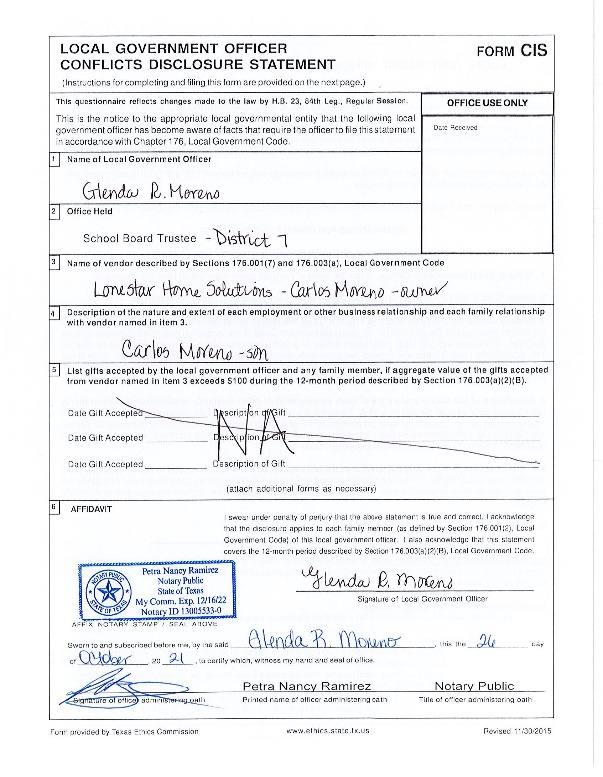 LOCAL GOVERNMENT OFFICER
CONFLICTS DISCLOSURE STATEMENT
FORM CIS
(Instructions for completing and filing this form are provided on the next page.)
This questionnaire reflects changes made to the law by H.B. 23, 84th Leg., Regular Session.
OFFICE USE ONLY
This is the notice to the appropriate local governmental entity that the following local
government officer has become aware of facts that require the officer to file this statement
in accordance with Chapter 176, Local Government Code.
Date Received
1 Name of Local Government Officer
Glenda R. Moreno
2 Office Held
School Board Trustee - District 7
3 Name of vendor described by Sections 176.001(7) and 176.003(a), Local Government Code
Lonestar Home Solutions - Carlos Moreno - owner
4 Description of the nature and extent of each employment or other business relationship and each family relationship
with vendor named in item 3.
Carlos Moreno - son
5 List gifts accepted by the local government officer and any family member, if aggregate value of the gifts accepted
from vendor named in item 3 exceeds $100 during the 12-month period described by Section 176.003(a)(2)(B).
Date Gift Accepted Description of Gift
NA
Date Gift Accepted Description of Gift
Date Gift Accepted Description of Gift
(attach additional forms as necessary)
6 AFFIDAVIT
I swear under penalty of perjury that the above statement is true and correct. I acknowledge
that the disclosure applies to each family member (as defined by Section 176.001(2), Local
Government Code) of this local government officer. I also acknowledge that this statement
covers the 12-month period described by Section 176.003(a)(2)(B), Local Government Code.
NOTARY PUBLIC
STATE OF TEXAS
Petra Nancy Ramirez
Notary Public
State of Texas
My Comm. Exp. 12/16/22
Notary ID 13005533-0
Glenda R. Moreno
Signature of Local Government Officer
AFFIX NOTARY STAMP / SEAL ABOVE
Sworn to and subscribed before me, by the said Glenda R. Moreno, this the 26 day
of October, 20 21, to certify which, witness my hand and seal of office.
Petra Nancy Ramirez
Notary Public
Signature of officer administering oath
Printed name of officer administering oath
Title of officer administering oath
Form provided by Texas Ethics Commission
www.ethics.state.tx.us
Revised 11/30/2015